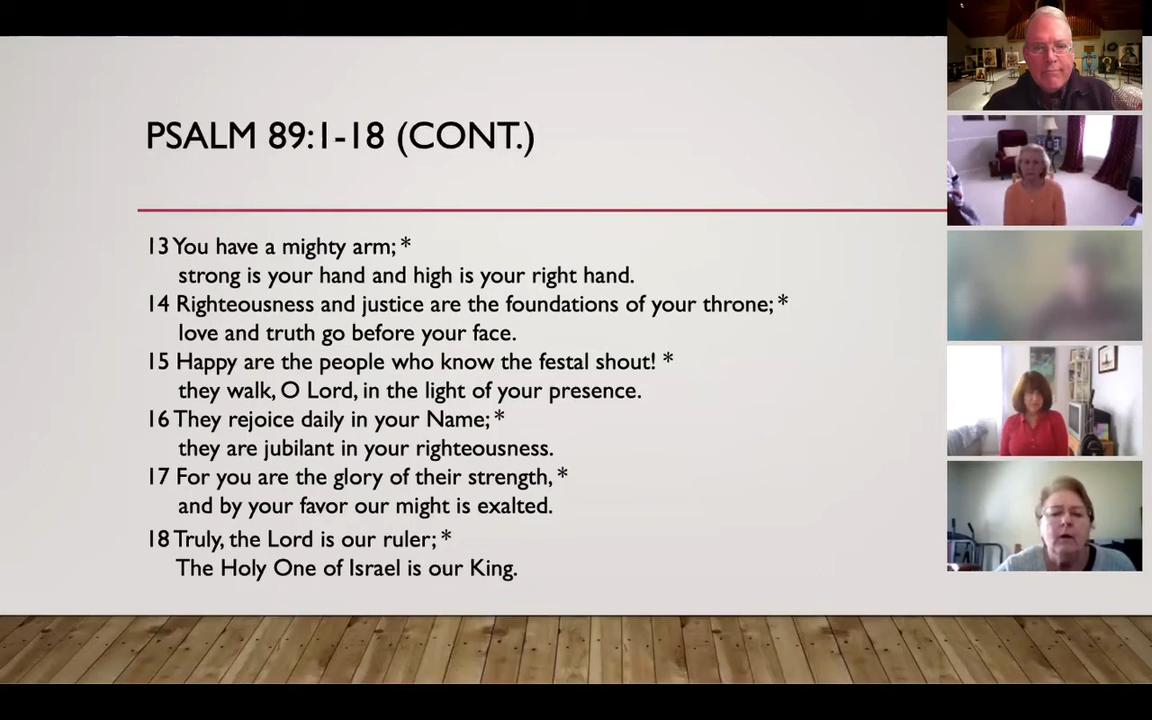 PSALM 89:1-18 (CONT.)
13 You have a mighty arm; *
strong is your hand and high is your right hand.
14 Righteousness and justice are the foundations of your throne; *
love and truth go before your face.
15 Happy are the people who know the festal shout! *
they walk, O Lord, in the light of your presence.
16 They rejoice daily in your Name; *
they are jubilant in your righteousness.
17 For you are the glory of their strength, *
and by your favor our might is exalted.
18 Truly, the Lord is our ruler; *
The Holy One of Israel is our King.